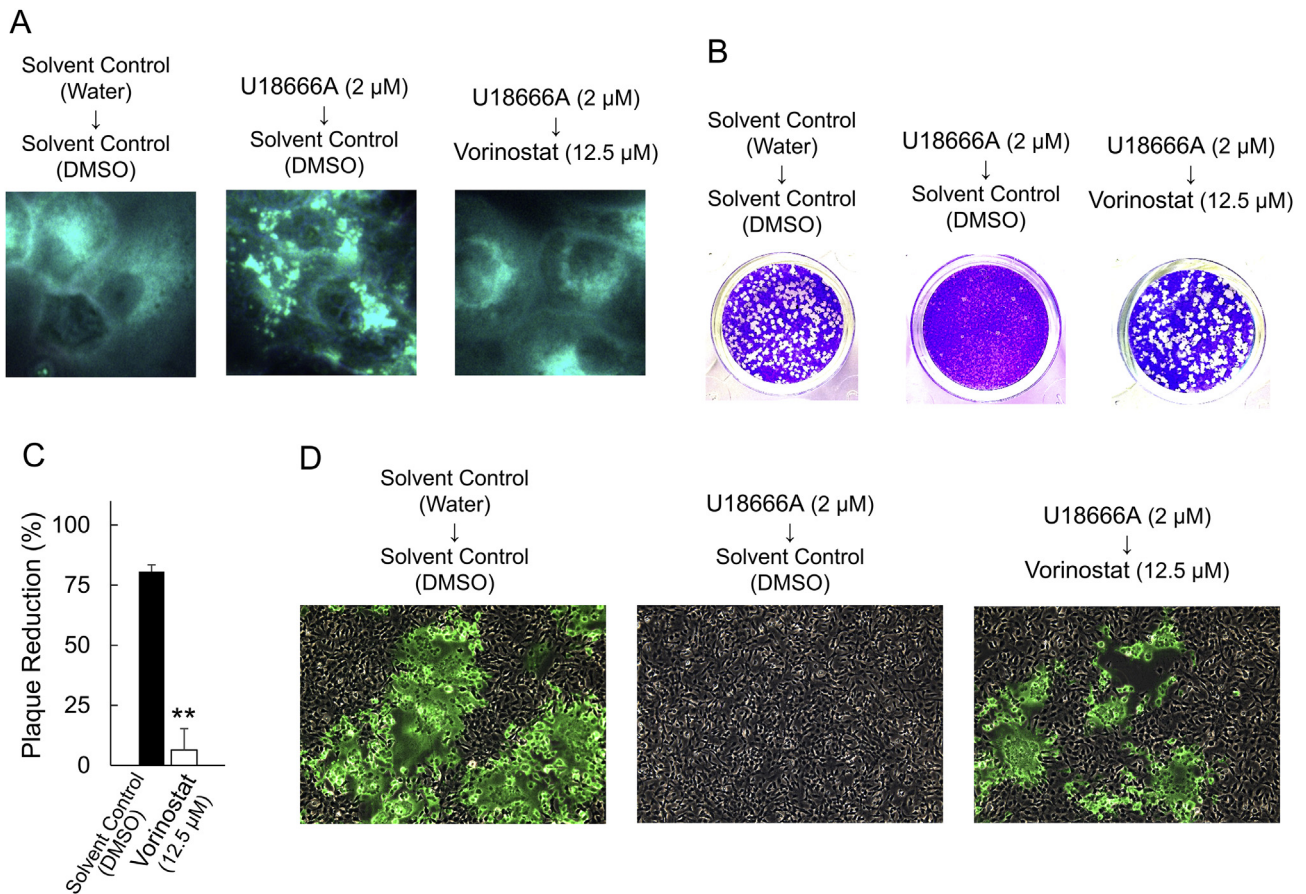 A
Solvent Control
(Water)
↓
Solvent Control
(DMSO)
U18666A (2 µM)
↓
Solvent Control
(DMSO)
U18666A (2 µM)
↓
Vorinostat (12.5 µM)
B
Solvent Control
(Water)
↓
Solvent Control
(DMSO)
U18666A (2 µM)
↓
Solvent Control
(DMSO)
U18666A (2 µM)
↓
Vorinostat (12.5 µM)
C
Plaque Reduction (%)
100
75
50
25
0
**
Solvent Control
(DMSO)
Vorinostat
(12.5 µM)
D
Solvent Control
(Water)
↓
Solvent Control
(DMSO)
U18666A (2 µM)
↓
Solvent Control
(DMSO)
U18666A (2 µM)
↓
Vorinostat (12.5 µM)